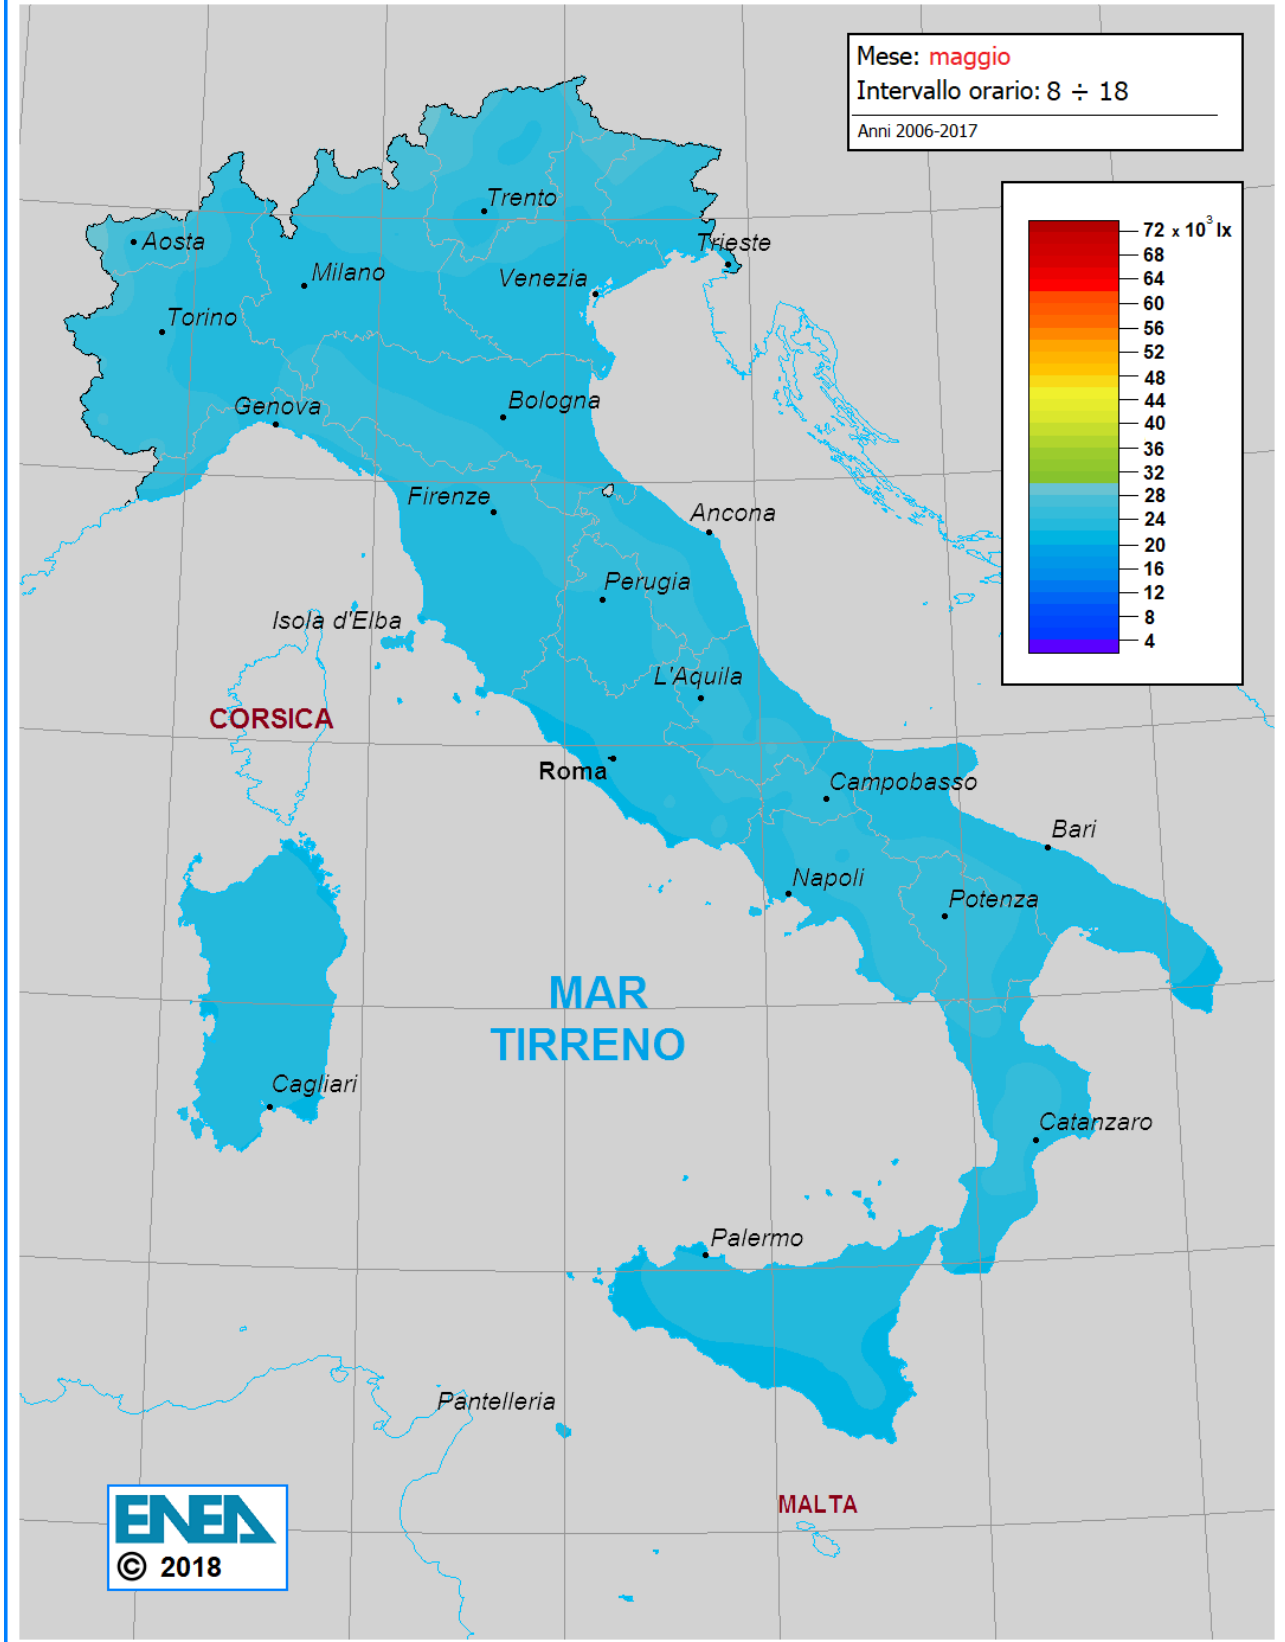 Mese: maggio
Intervallo orario: 8 ÷ 18
Anni 2006-2017
72 x 10³ lx
68
64
60
56
52
48
44
40
36
32
28
24
20
16
12
8
4
Trento
Aosta
Trieste
Milano
Venezia
Torino
Genova
Bologna
Firenze
Ancona
Perugia
Isola d'Elba
L'Aquila
CORSICA
Roma
Campobasso
Bari
Napoli
Potenza
MAR
TIRRENO
Cagliari
Catanzaro
Palermo
Pantelleria
MALTA
ENEA
© 2018